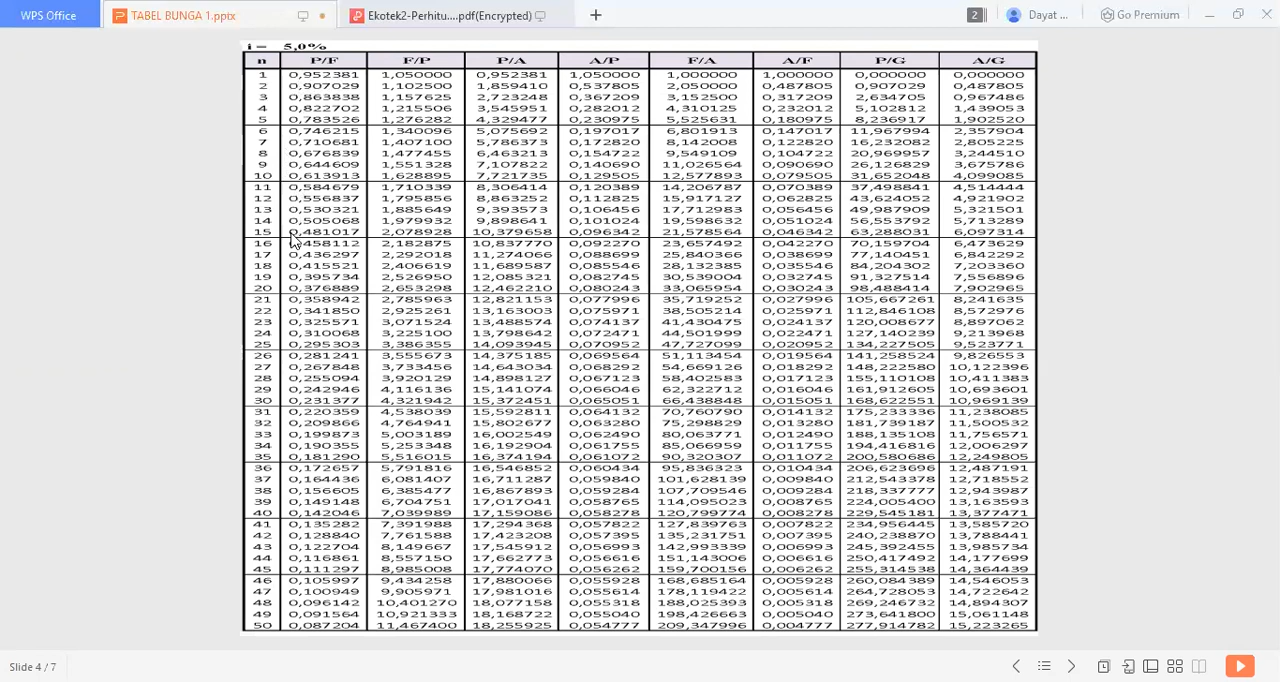 WPS Office
TABEL BUNGA 1.pptx
Ekotek2-Perhitu....pdf(Encrypted)
2
Dayat ...
Go Premium
i = 5,0%
n P/F F/P P/A A/P F/A A/F P/G A/G
1 0,952381 1,050000 0,952381 1,050000 1,000000 1,000000 0,000000 0,000000
2 0,907029 1,102500 1,859410 0,537805 2,050000 0,487805 0,907029 0,487805
3 0,863838 1,157625 2,723248 0,367209 3,152500 0,317209 2,634705 0,967486
4 0,822702 1,215506 3,545951 0,282012 4,310125 0,232012 5,102812 1,439053
5 0,783526 1,276282 4,329477 0,230975 5,525631 0,180975 8,236917 1,902520
6 0,746215 1,340096 5,075692 0,197017 6,801913 0,147017 11,967994 2,357904
7 0,710681 1,407100 5,786373 0,172820 8,142008 0,122820 16,232082 2,805225
8 0,676839 1,477455 6,463213 0,154722 9,549109 0,104722 20,969957 3,244510
9 0,644609 1,551328 7,107822 0,140690 11,026564 0,090690 26,126829 3,675786
10 0,613913 1,628895 7,721735 0,129505 12,577893 0,079505 31,652048 4,099085
11 0,584679 1,710339 8,306414 0,120389 14,206787 0,070389 37,498841 4,514444
12 0,556837 1,795856 8,863252 0,112825 15,917127 0,062825 43,624052 4,921902
13 0,530321 1,885649 9,393573 0,106456 17,712983 0,056456 49,987909 5,321501
14 0,505068 1,979932 9,898641 0,101024 19,598632 0,051024 56,553792 5,713289
15 0,481017 2,078928 10,379658 0,096342 21,578564 0,046342 63,288031 6,097314
16 0,458112 2,182875 10,837770 0,092270 23,657492 0,042270 70,159704 6,473629
17 0,436297 2,292018 11,274066 0,088699 25,840366 0,038699 77,140451 6,842292
18 0,415521 2,406619 11,689587 0,085546 28,132385 0,035546 84,204302 7,203360
19 0,395734 2,526950 12,085321 0,082745 30,539004 0,032745 91,327514 7,556896
20 0,376889 2,653298 12,462210 0,080243 33,065954 0,030243 98,488414 7,902965
21 0,358942 2,785963 12,821153 0,077996 35,719252 0,027996 105,667261 8,241635
22 0,341850 2,925261 13,163003 0,075971 38,505214 0,025971 112,846108 8,572976
23 0,325571 3,071524 13,488574 0,074137 41,430475 0,024137 120,008677 8,897062
24 0,310068 3,225100 13,798642 0,072471 44,501999 0,022471 127,140239 9,213968
25 0,295303 3,386355 14,093945 0,070952 47,727099 0,020952 134,227505 9,523771
26 0,281241 3,555673 14,375185 0,069564 51,113454 0,019564 141,258524 9,826553
27 0,267848 3,733456 14,643034 0,068292 54,669126 0,018292 148,222580 10,122396
28 0,255094 3,920129 14,898127 0,067123 58,402583 0,017123 155,110108 10,411383
29 0,242946 4,116136 15,141074 0,066046 62,322712 0,016046 161,912605 10,693601
30 0,231377 4,321942 15,372451 0,065051 66,438848 0,015051 168,622551 10,969139
31 0,220359 4,538039 15,592811 0,064132 70,760790 0,014132 175,233336 11,238085
32 0,209866 4,764941 15,802677 0,063280 75,298829 0,013280 181,739187 11,500532
33 0,199873 5,003189 16,002549 0,062490 80,063771 0,012490 188,135108 11,756571
34 0,190355 5,253348 16,192904 0,061755 85,066959 0,011755 194,416816 12,006297
35 0,181290 5,516015 16,374194 0,061072 90,320307 0,011072 200,580686 12,249805
36 0,172657 5,791816 16,546852 0,060434 95,836323 0,010434 206,623696 12,487191
37 0,164436 6,081407 16,711287 0,059840 101,628139 0,009840 212,543378 12,718552
38 0,156605 6,385477 16,867893 0,059284 107,709546 0,009284 218,337777 12,943987
39 0,149148 6,704751 17,017041 0,058765 114,095023 0,008765 224,005400 13,163593
40 0,142046 7,039989 17,159086 0,058278 120,799774 0,008278 229,545181 13,377471
41 0,135282 7,391988 17,294368 0,057822 127,839763 0,007822 234,956445 13,585720
42 0,128840 7,761588 17,423208 0,057395 135,231751 0,007395 240,238870 13,788441
43 0,122704 8,149667 17,545912 0,056993 142,993339 0,006993 245,392455 13,985734
44 0,116861 8,557150 17,662773 0,056616 151,143006 0,006616 250,417492 14,177699
45 0,111297 8,985008 17,774070 0,056262 159,700156 0,006262 255,314538 14,364439
46 0,105997 9,434258 17,880066 0,055928 168,685164 0,005928 260,084389 14,546053
47 0,100949 9,905971 17,981016 0,055614 178,119422 0,005614 264,728053 14,722642
48 0,096142 10,401270 18,077158 0,055318 188,025393 0,005318 269,246732 14,894307
49 0,091564 10,921333 18,168722 0,055040 198,426663 0,005040 273,641800 15,061148
50 0,087204 11,467400 18,255925 0,054777 209,347996 0,004777 277,914782 15,223265
Slide 4 / 7